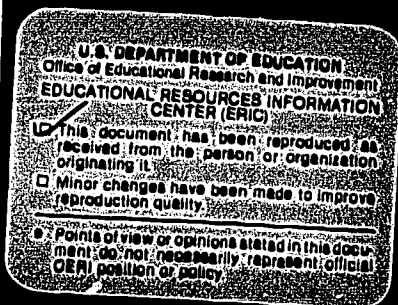 U.S. DEPARTMENT OF EDUCATION
Office of Educational Research and Improvement
EDUCATIONAL RESOURCES INFORMATION
CENTER (ERIC)
This document has been reproduced as
received from the person or organization
originating it.
□ Minor changes have been made to improve
reproduction quality.
• Points of view or opinions stated in this docu-
ment do not necessarily represent official
OERI position or policy.